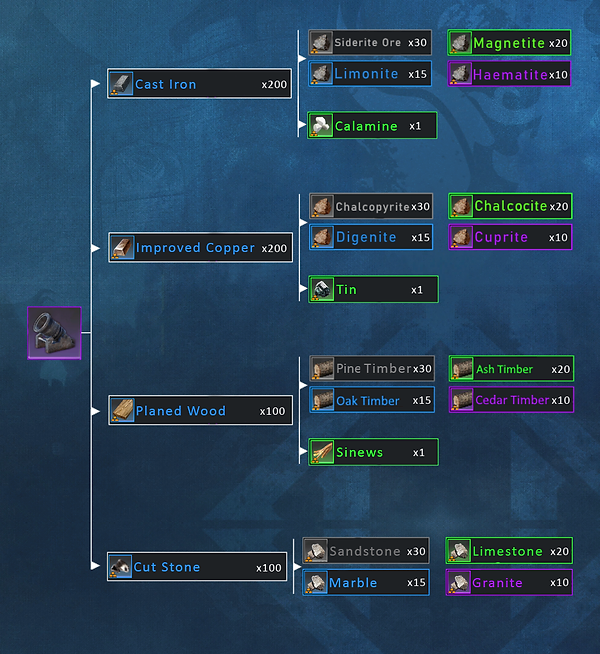 Siderite Ore x30 Magnetite x20
Cast Iron x200 Limonite x15 Haematite x10
Calamine x1
Chalcopyrite x30 Chalcocite x20
Improved Copper x200 Digenite x15 Cuprite x10
Tin x1
Pine Timber x30 Ash Timber x20
Planed Wood x100 Oak Timber x15 Cedar Timber x10
Sinews x1
Sandstone x30 Limestone x20
Cut Stone x100 Marble x15 Granite x10